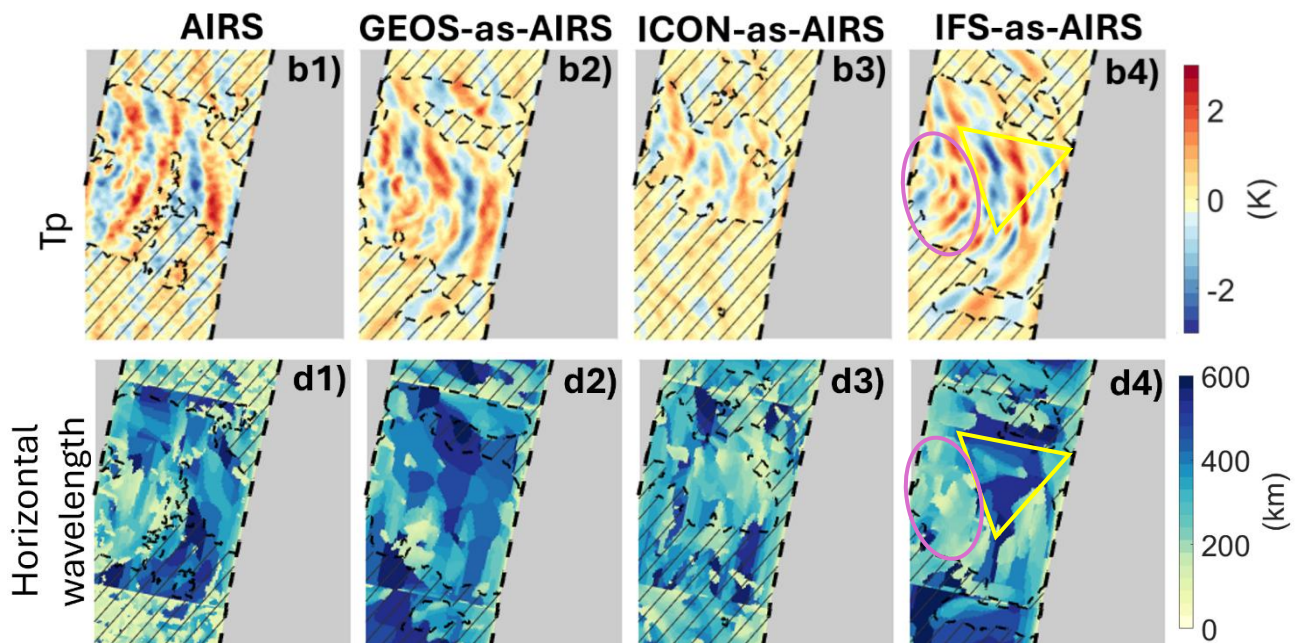 AIRS GEOS-as-AIRS ICON-as-AIRS IFS-as-AIRS
b1) b2) b3) b4)
Tp
2
0
-2
(K)
d1) d2) d3) d4)
Horizontal
wavelength
600
400
200
0
(km)